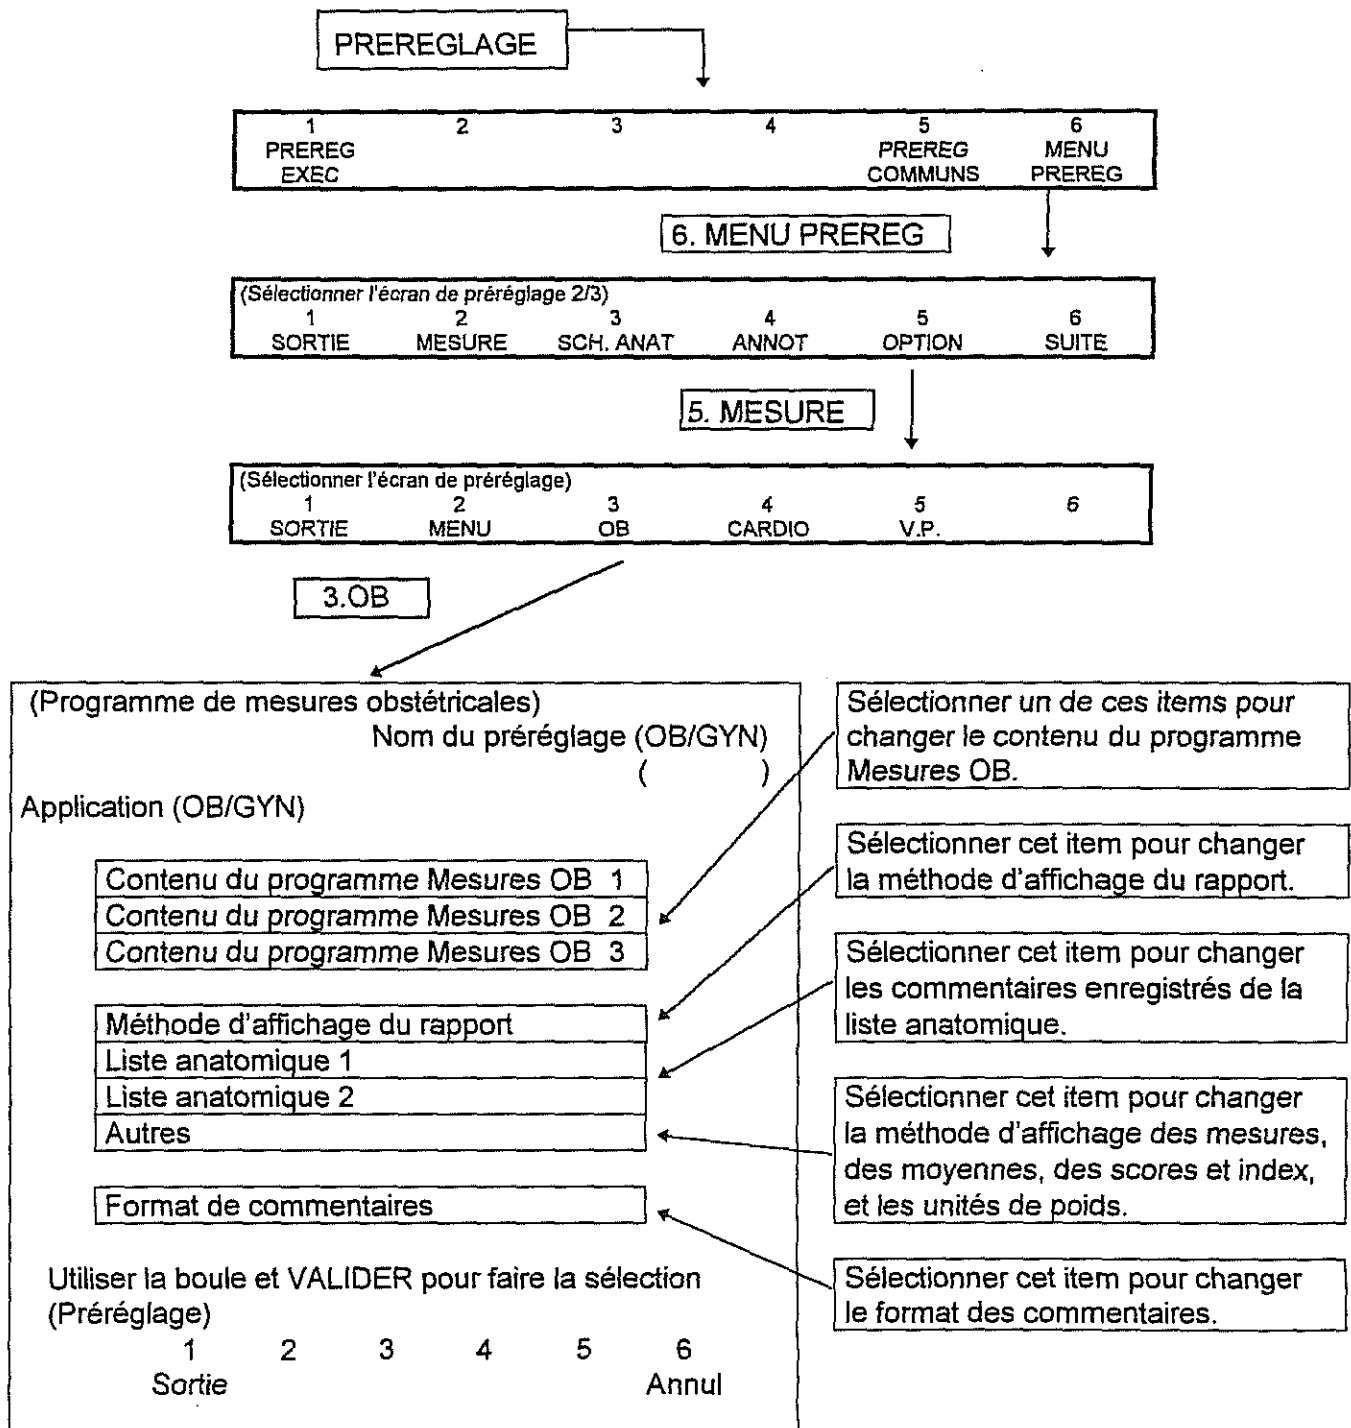 PREREGLAGE
1 2 3 4 5 6
PREREG PREREG MENU
EXEC COMMUNS PREREG
6. MENU PREREG
(Sélectionner l'écran de préréglage 2/3)
1 2 3 4 5 6
SORTIE MESURE SCH. ANAT ANNOT OPTION SUITE
5. MESURE
(Sélectionner l'écran de préréglage)
1 2 3 4 5 6
SORTIE MENU OB CARDIO V.P.
3.OB
(Programme de mesures obstétricales)
Nom du préréglage (OB/GYN)
( )
Application (OB/GYN)
Contenu du programme Mesures OB 1
Contenu du programme Mesures OB 2
Contenu du programme Mesures OB 3
Méthode d'affichage du rapport
Liste anatomique 1
Liste anatomique 2
Autres
Format de commentaires
Utiliser la boule et VALIDER pour faire la sélection
(Préréglage)
1 2 3 4 5 6
Sortie Annul
Sélectionner un de ces items pour
changer le contenu du programme
Mesures OB.
Sélectionner cet item pour changer
la méthode d'affichage du rapport.
Sélectionner cet item pour changer
les commentaires enregistrés de la
liste anatomique.
Sélectionner cet item pour changer
la méthode d'affichage des mesures,
des moyennes, des scores et index,
et les unités de poids.
Sélectionner cet item pour changer
le format des commentaires.